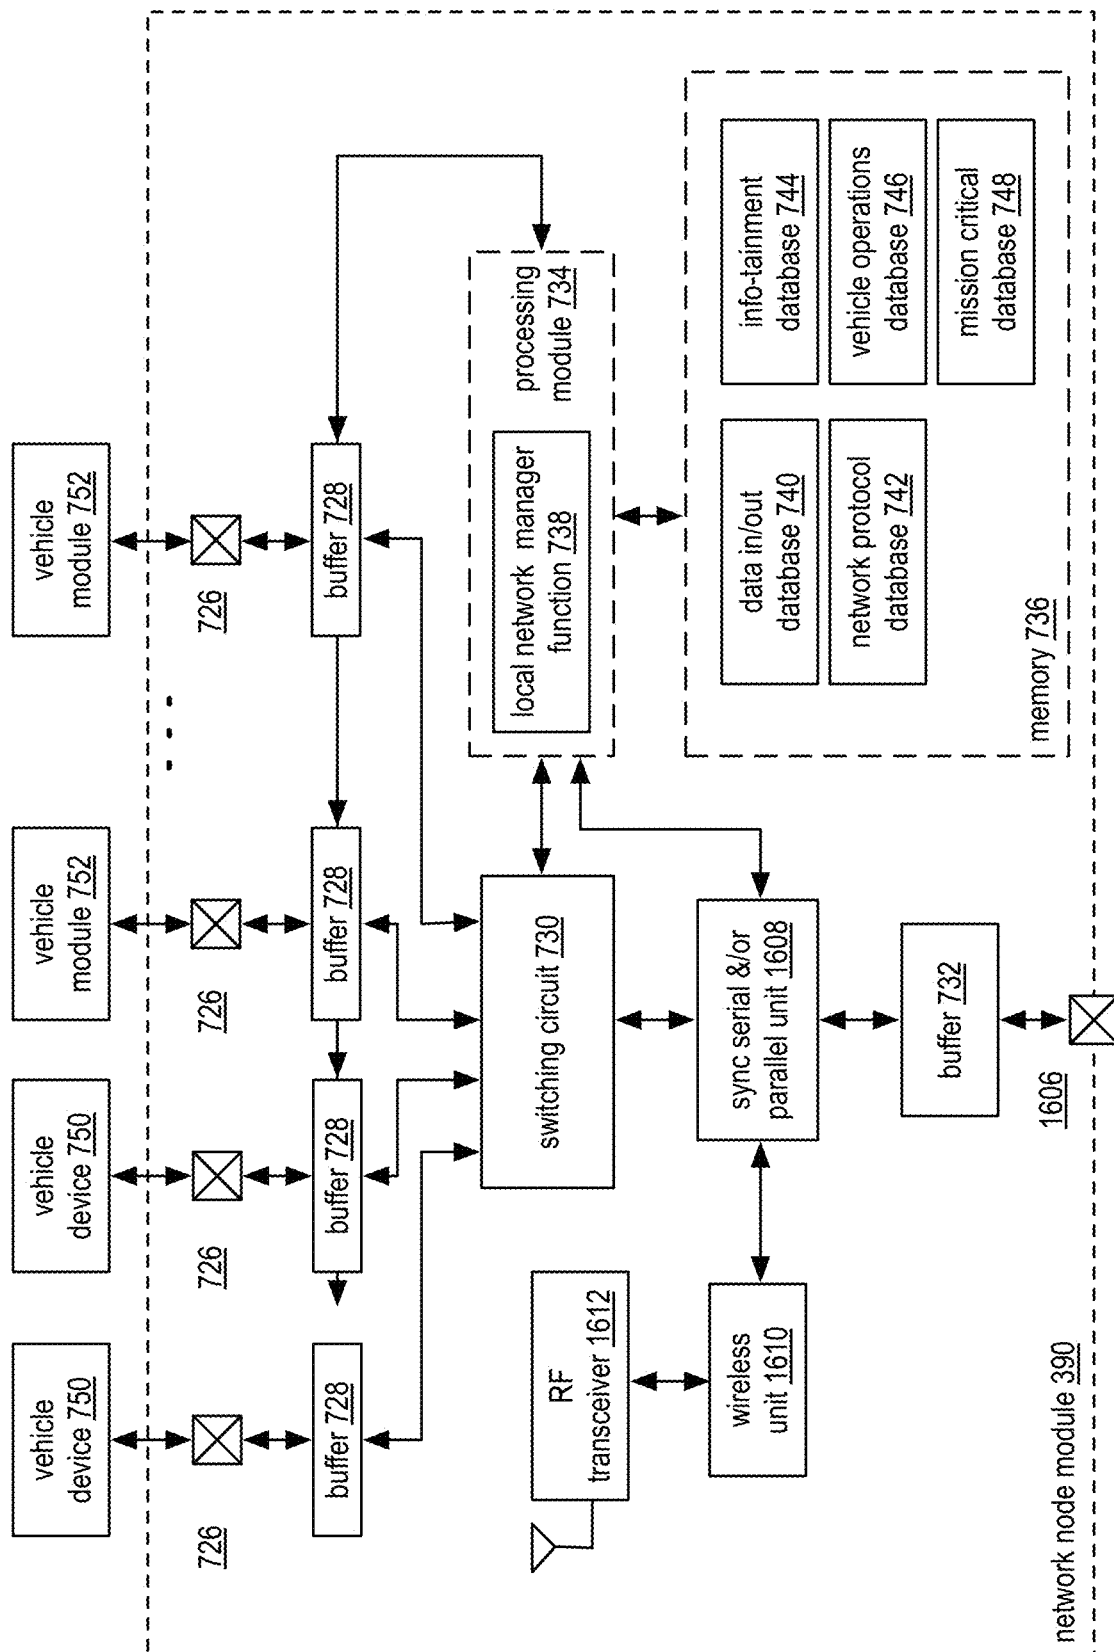 vehicle
device 750
vehicle
device 750
vehicle
module 752
vehicle
module 752
726
726
726
726
. . .
buffer 728
buffer 728
buffer 728
buffer 728
RF
transceiver 1612
wireless
unit 1610
switching circuit 730
sync serial &/or
parallel unit 1608
buffer 732
1606
local network manager
function 738
processing
module 734
data in/out
database 740
network protocol
database 742
info-tainment
database 744
vehicle operations
database 746
mission critical
database 748
memory 736
network node module 390